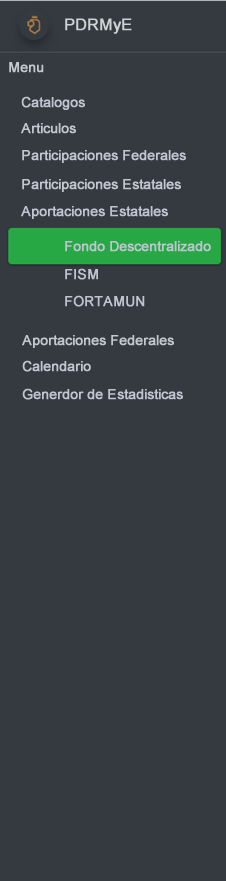 PDRMyE
Menu
Catalogos
Articulos
Participaciones Federales
Participaciones Estatales
Aportaciones Estatales
Fondo Descentralizado
FISM
FORTAMUN
Aportaciones Federales
Calendario
Generdor de Estadisticas